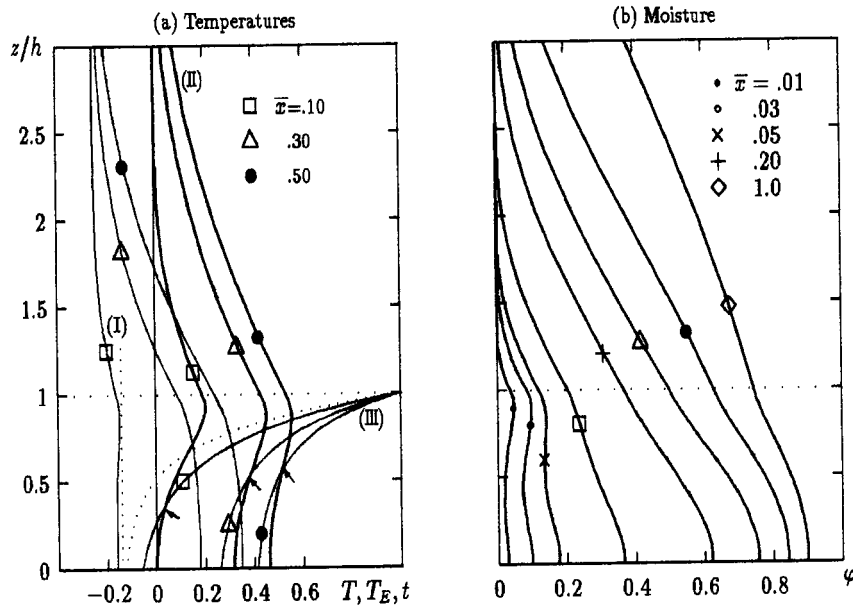 (a) Temperatures
z/h
(II)
x̄=.10
.30
.50
2.5
2
1.5
(I)
1
(III)
0.5
0
−0.2
0
0.2
0.4
0.6
T, T_E, t
(b) Moisture
x̄ = .01
.03
.05
.20
1.0
0
0.2
0.4
0.6
0.8
φ